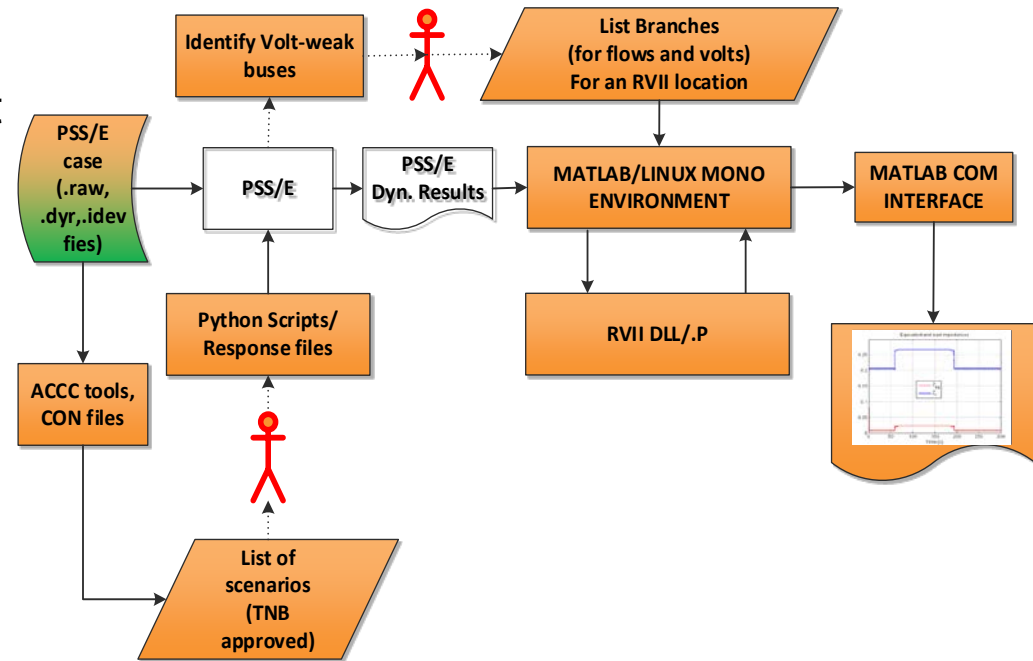 Identify Volt-weak
buses
List Branches
(for flows and volts)
For an RVII location
PSS/E
case
(.raw,
.dyr,.idev
fies)
PSS/E
PSS/E
Dyn. Results
MATLAB/LINUX MONO
ENVIRONMENT
MATLAB COM
INTERFACE
Python Scripts/
Response files
RVII DLL/.P
ACCC tools,
CON files
List of
scenarios
(TNB
approved)